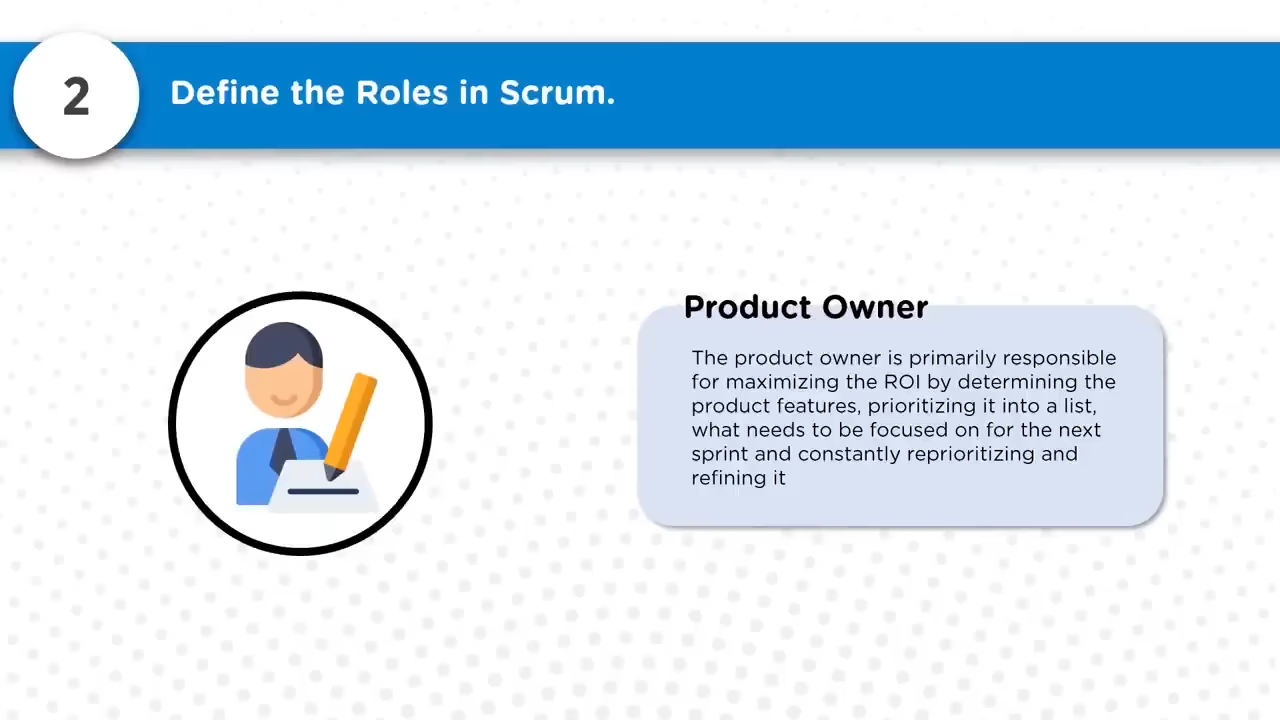 2
Define the Roles in Scrum.
Product Owner
The product owner is primarily responsible
for maximizing the ROI by determining the
product features, prioritizing it into a list,
what needs to be focused on for the next
sprint and constantly reprioritizing and
refining it